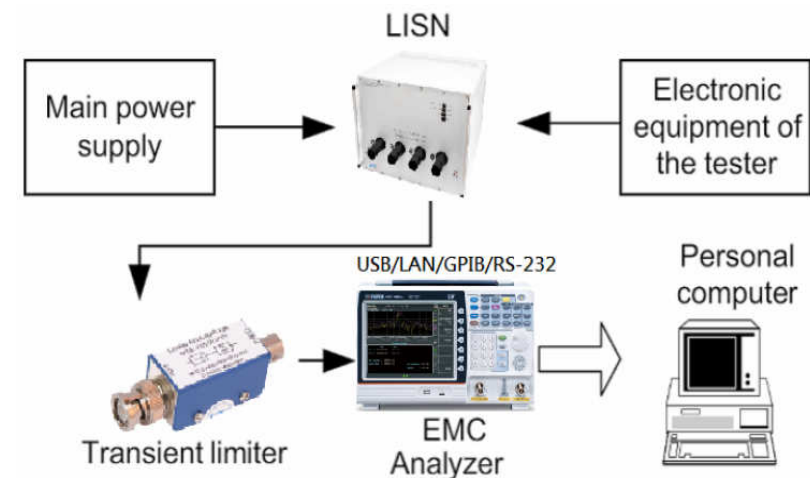 LISN
Main power
supply
Electronic
equipment of
the tester
USB/LAN/GPIB/RS-232
Personal
computer
Transient limiter
EMC
Analyzer